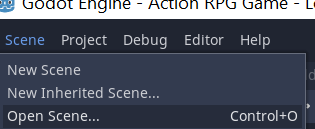 Godot Engine - Action RPG Game - L
Scene Project Debug Editor Help
New Scene
New Inherited Scene...
Open Scene... Control+O